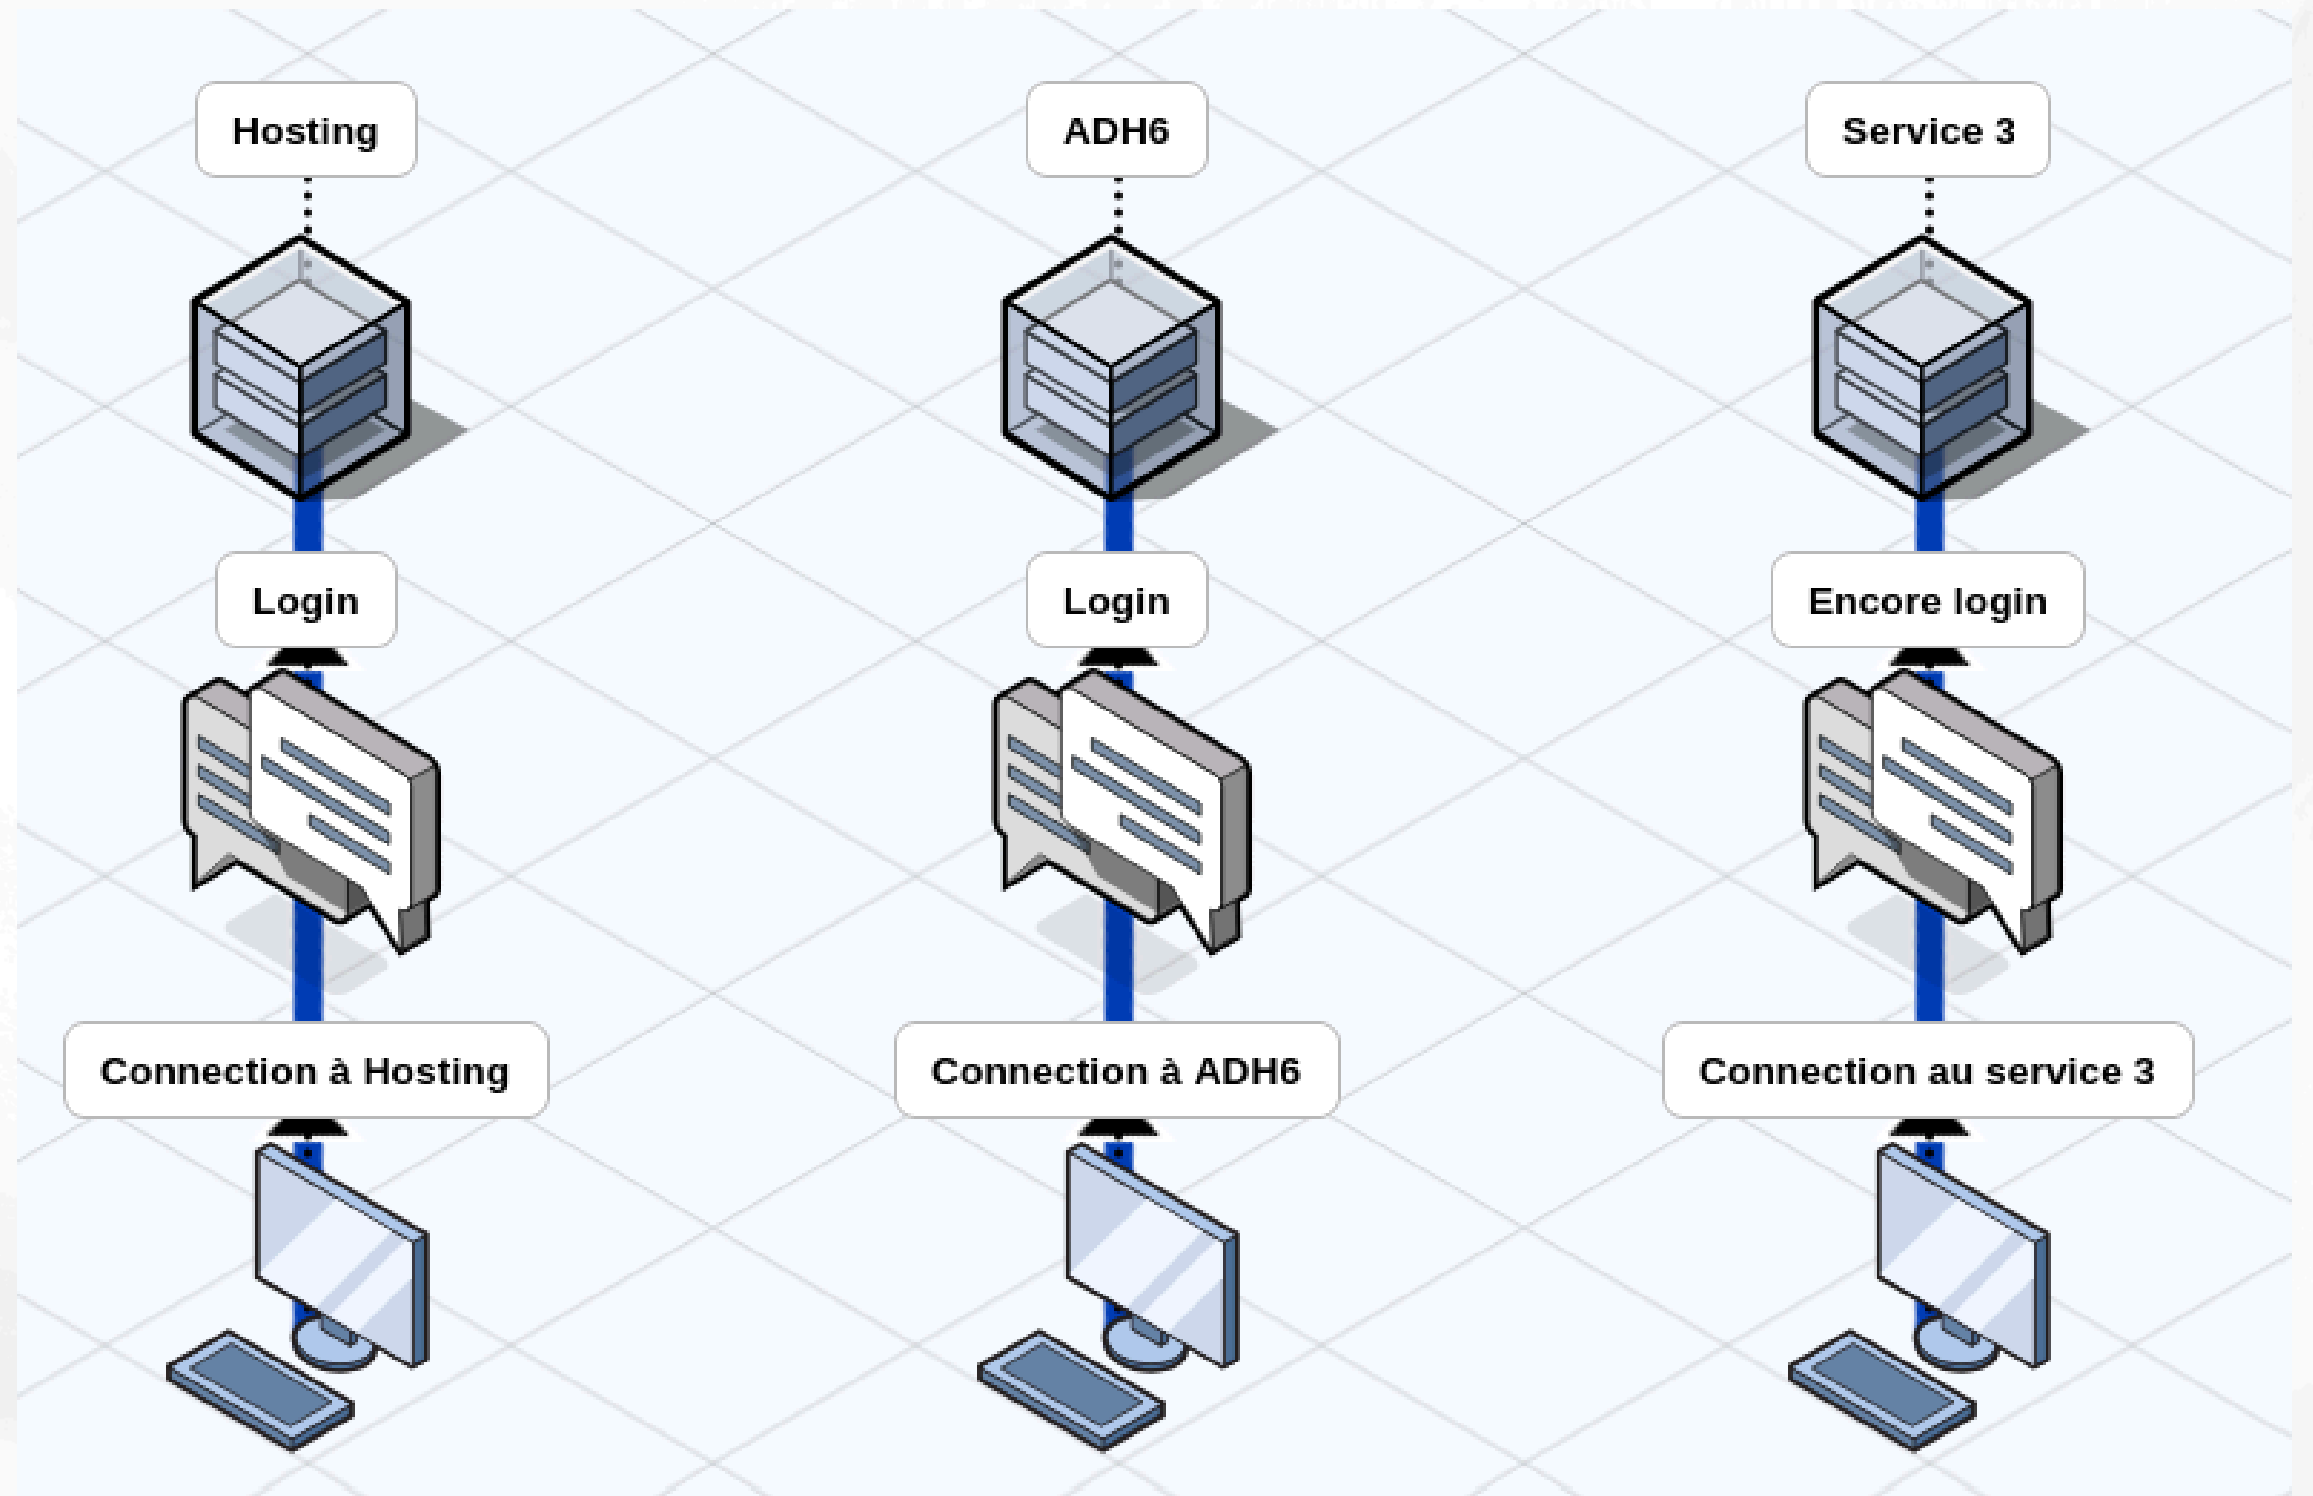 Hosting
ADH6
Service 3
Login
Login
Encore login
Connection à Hosting
Connection à ADH6
Connection au service 3